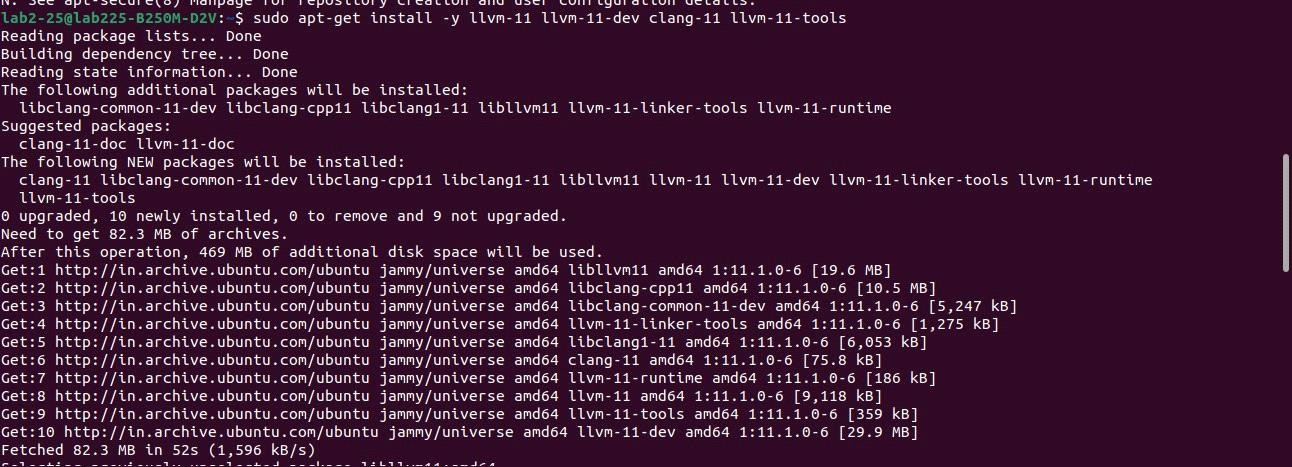 N: See apt-secure(8) manpage for repository creation and user configuration details.
lab2-25@lab225-B250M-D2V:~$ sudo apt-get install -y llvm-11 llvm-11-dev clang-11 llvm-11-tools
Reading package lists... Done
Building dependency tree... Done
Reading state information... Done
The following additional packages will be installed:
  libclang-common-11-dev libclang-cpp11 libclang1-11 libllvm11 llvm-11-linker-tools llvm-11-runtime
Suggested packages:
  clang-11-doc llvm-11-doc
The following NEW packages will be installed:
  clang-11 libclang-common-11-dev libclang-cpp11 libclang1-11 libllvm11 llvm-11 llvm-11-dev llvm-11-linker-tools llvm-11-runtime
  llvm-11-tools
0 upgraded, 10 newly installed, 0 to remove and 9 not upgraded.
Need to get 82.3 MB of archives.
After this operation, 469 MB of additional disk space will be used.
Get:1 http://in.archive.ubuntu.com/ubuntu jammy/universe amd64 libllvm11 amd64 1:11.1.0-6 [19.6 MB]
Get:2 http://in.archive.ubuntu.com/ubuntu jammy/universe amd64 libclang-cpp11 amd64 1:11.1.0-6 [10.5 MB]
Get:3 http://in.archive.ubuntu.com/ubuntu jammy/universe amd64 libclang-common-11-dev amd64 1:11.1.0-6 [5,247 kB]
Get:4 http://in.archive.ubuntu.com/ubuntu jammy/universe amd64 llvm-11-linker-tools amd64 1:11.1.0-6 [1,275 kB]
Get:5 http://in.archive.ubuntu.com/ubuntu jammy/universe amd64 libclang1-11 amd64 1:11.1.0-6 [6,053 kB]
Get:6 http://in.archive.ubuntu.com/ubuntu jammy/universe amd64 clang-11 amd64 1:11.1.0-6 [75.8 kB]
Get:7 http://in.archive.ubuntu.com/ubuntu jammy/universe amd64 llvm-11-runtime amd64 1:11.1.0-6 [186 kB]
Get:8 http://in.archive.ubuntu.com/ubuntu jammy/universe amd64 llvm-11 amd64 1:11.1.0-6 [9,118 kB]
Get:9 http://in.archive.ubuntu.com/ubuntu jammy/universe amd64 llvm-11-tools amd64 1:11.1.0-6 [359 kB]
Get:10 http://in.archive.ubuntu.com/ubuntu jammy/universe amd64 llvm-11-dev amd64 1:11.1.0-6 [29.9 MB]
Fetched 82.3 MB in 52s (1,596 kB/s)
Selecting previously unselected package libllvm11:amd64.